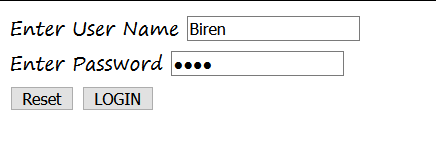 Enter User Name Biren
Enter Password ●●●●
Reset LOGIN